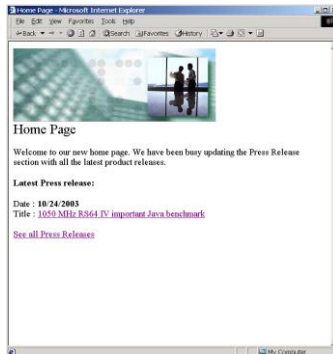 Home Page - Microsoft Internet Explorer
File Edit View Favorites Tools Help
Back Search Favorites History
Home Page
Welcome to our new home page. We have been busy updating the Press Release
section with all the latest product releases.
Latest Press release:
Date : 10/24/2003
Title : 1050 MHz RS64 IV important Java benchmark
See all Press Releases
My Computer